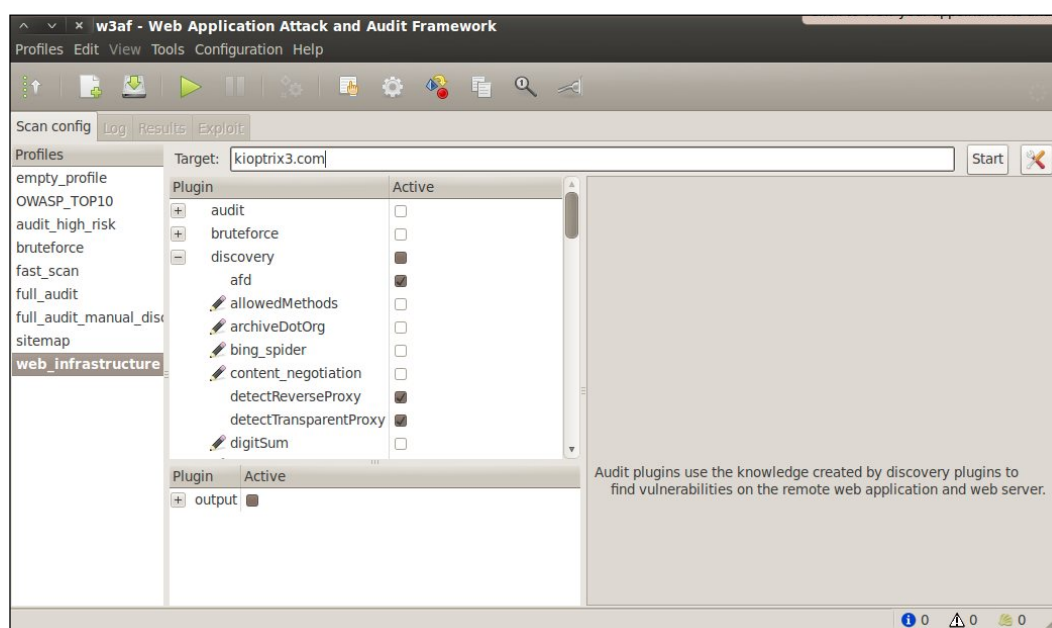 w3af - Web Application Attack and Audit Framework
Profiles Edit View Tools Configuration Help
Scan config Log Results Exploit
Profiles
empty_profile
OWASP_TOP10
audit_high_risk
bruteforce
fast_scan
full_audit
full_audit_manual_disc
sitemap
web_infrastructure
Target: kioptrix3.com Start
Plugin Active
audit
bruteforce
discovery
afd
allowedMethods
archiveDotOrg
bing_spider
content_negotiation
detectReverseProxy
detectTransparentProxy
digitSum
Plugin Active
output
Audit plugins use the knowledge created by discovery plugins to
find vulnerabilities on the remote web application and web server.
0 0 0